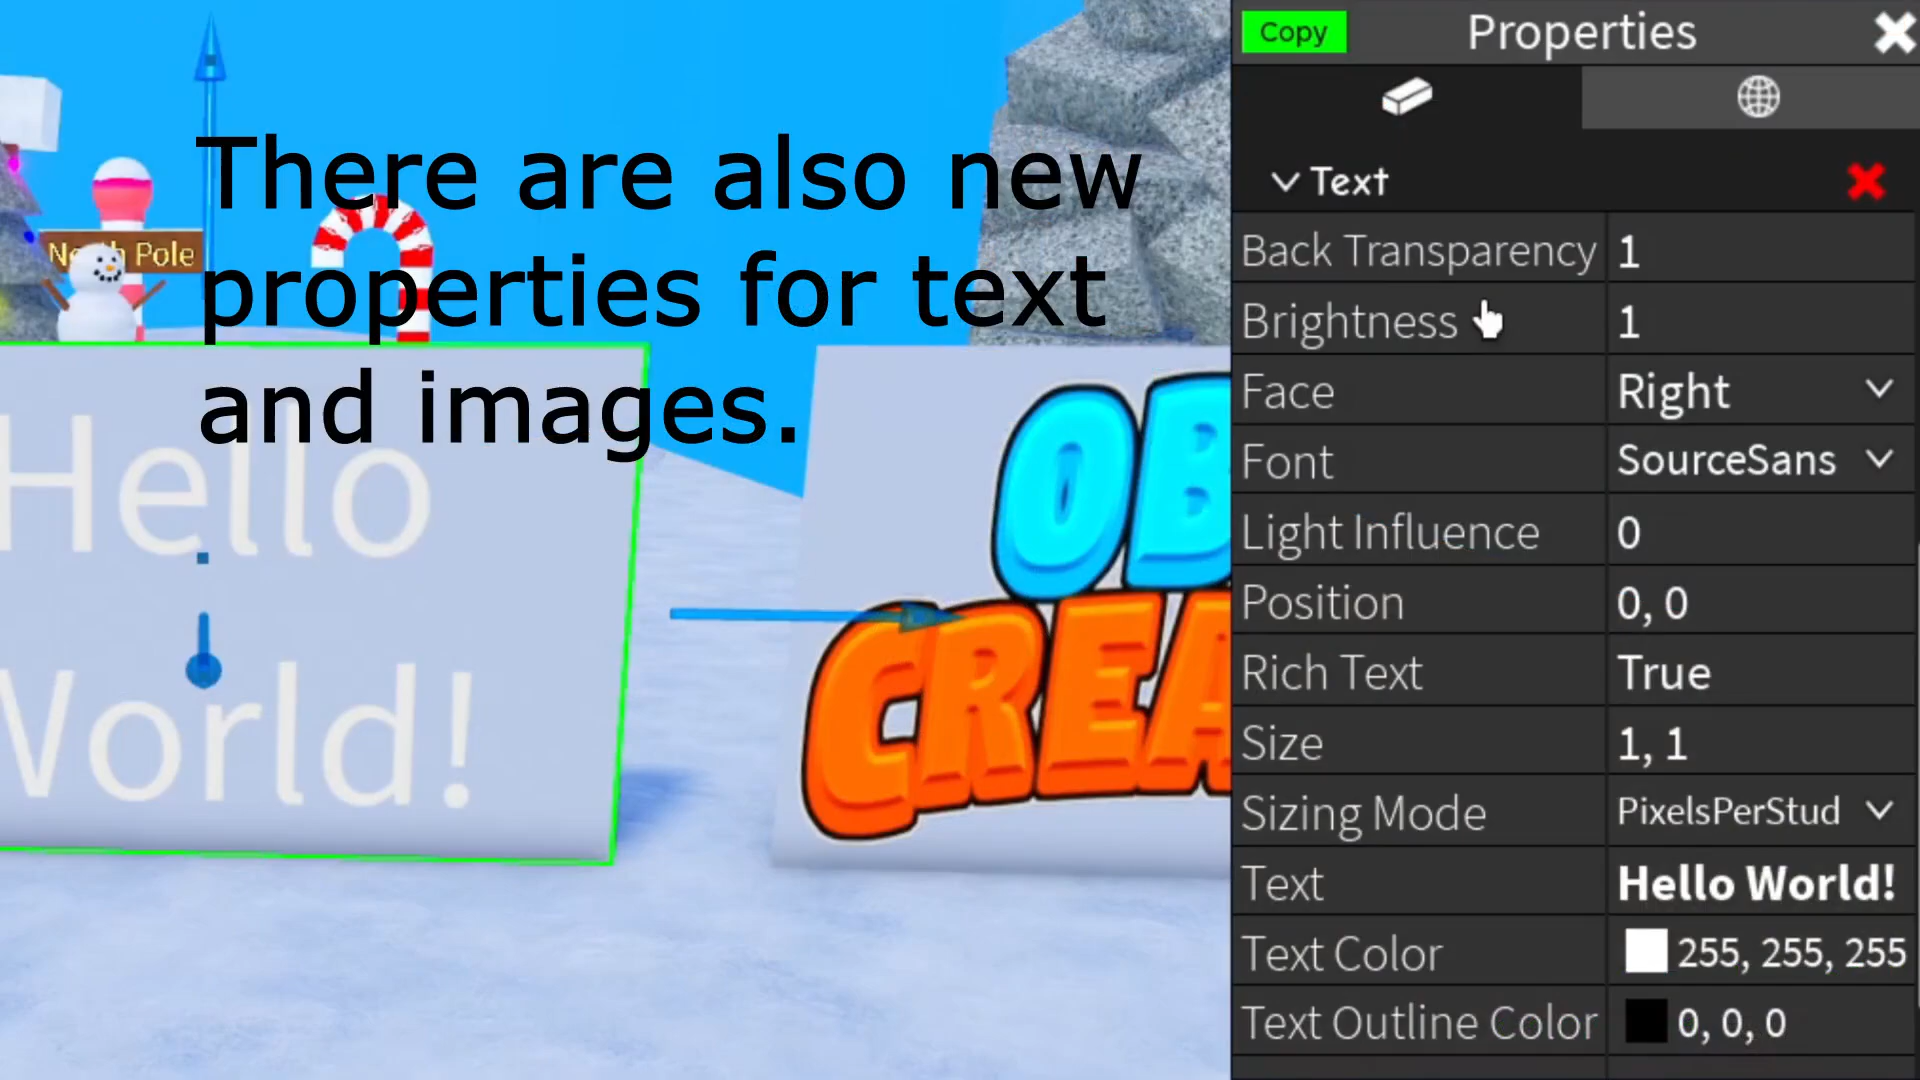 There are also new
properties for text
and images.
Pole
Hello
World!
CREA
Copy
Properties
Text
Back Transparency 1
Brightness 1
Face Right
Font SourceSans
Light Influence 0
Position 0, 0
Rich Text True
Size 1, 1
Sizing Mode PixelsPerStud
Text Hello World!
Text Color 255, 255, 255
Text Outline Color 0, 0, 0